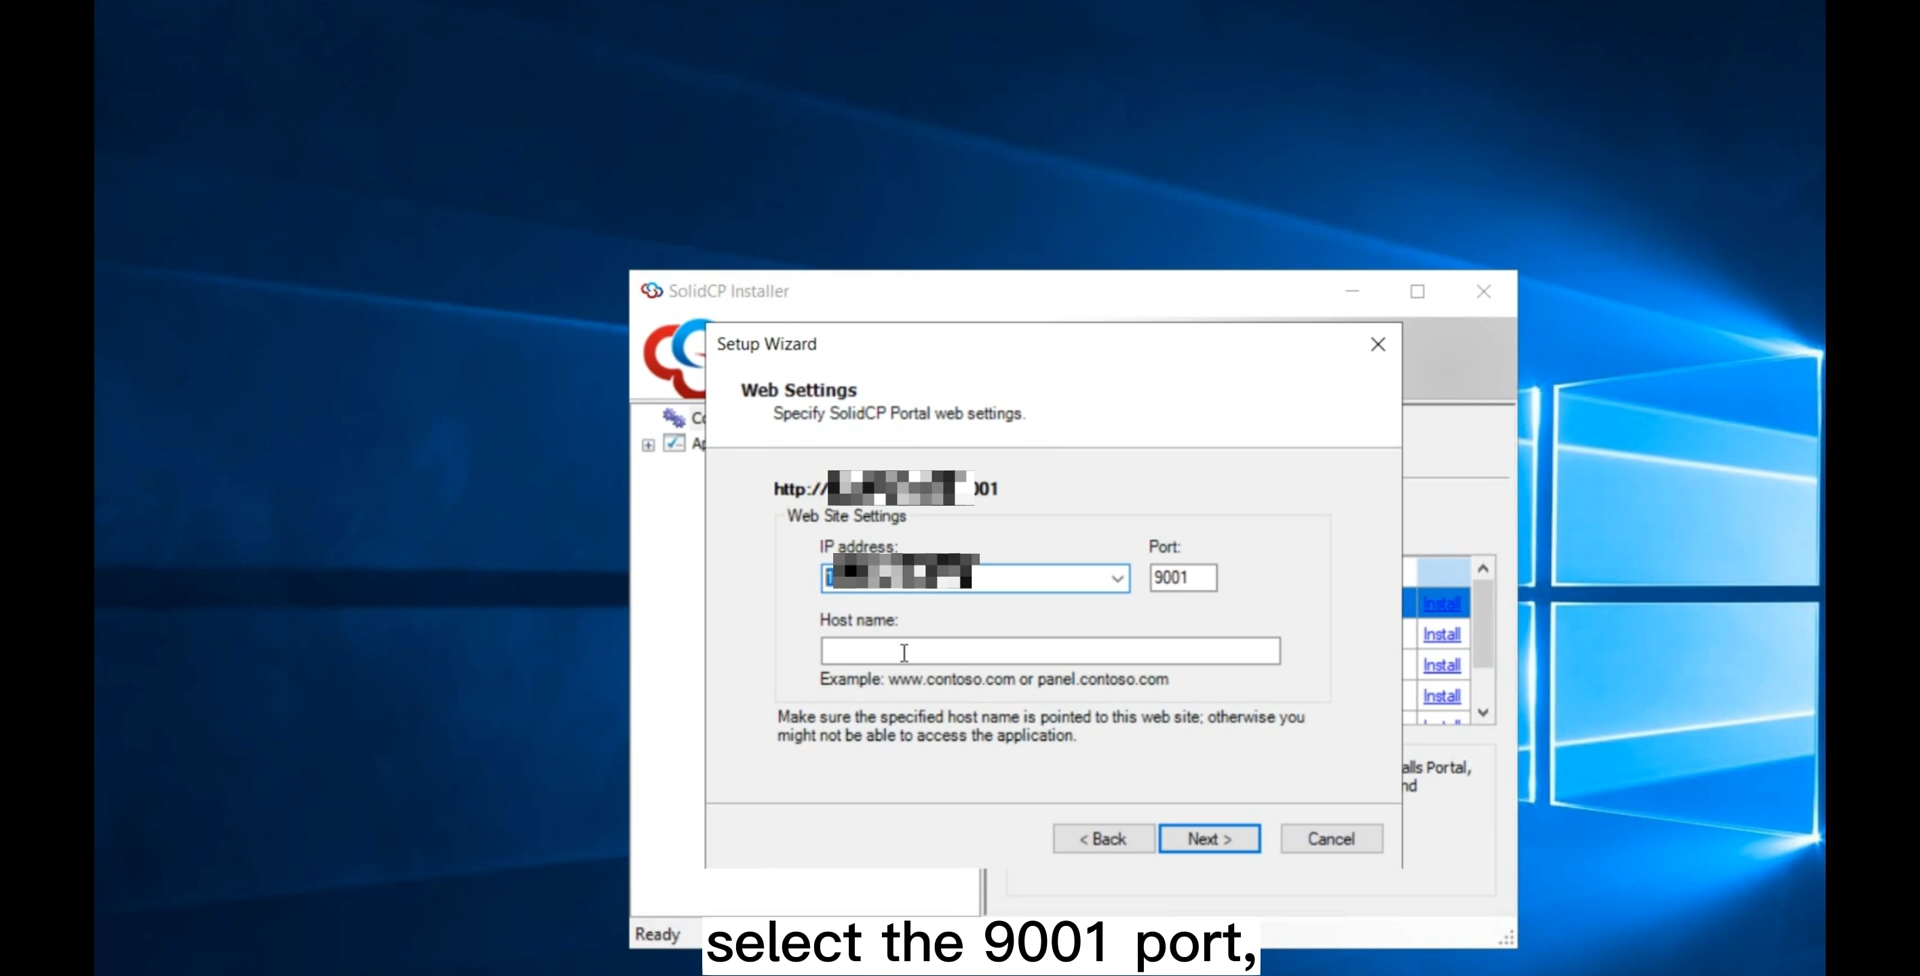 SolidCP Installer
Setup Wizard
Web Settings
Specify SolidCP Portal web settings.
http://
001
Web Site Settings
IP address:
Port:
9001
Host name:
Example: www.contoso.com or panel.contoso.com
Make sure the specified host name is pointed to this web site; otherwise you
might not be able to access the application.
Install
Install
Install
Install
alls Portal,
nd
< Back
Next >
Cancel
Ready
select the 9001 port,